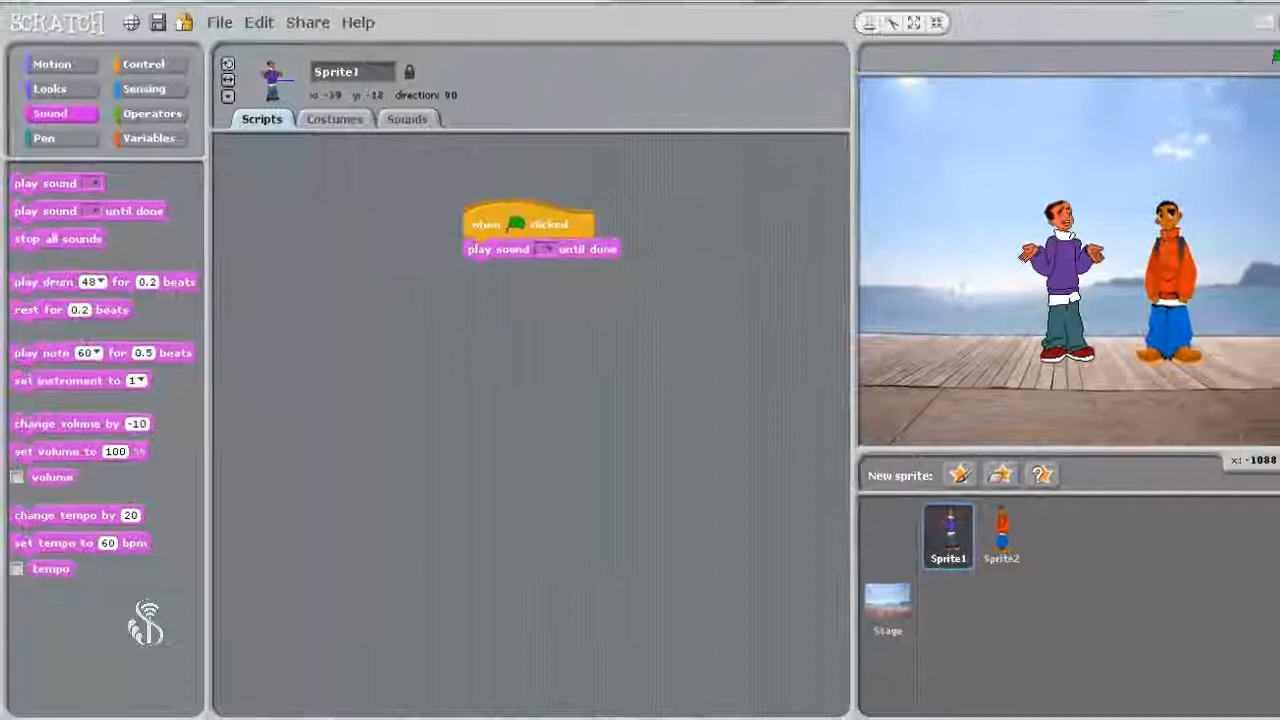 SCRATCH File Edit Share Help
Motion Control
Looks Sensing
Sound Operators
Pen Variables
Sprite1
x: -39 y: -18 direction: 90
Scripts Costumes Sounds
play sound
play sound until done
stop all sounds
play drum 48 for 0.2 beats
rest for 0.2 beats
play note 60 for 0.5 beats
set instrument to 1
change volume by -10
set volume to 100 %
volume
change tempo by 20
set tempo to 60 bpm
tempo
when clicked
play sound until done
x: -1088
New sprite:
Sprite1 Sprite2
Stage